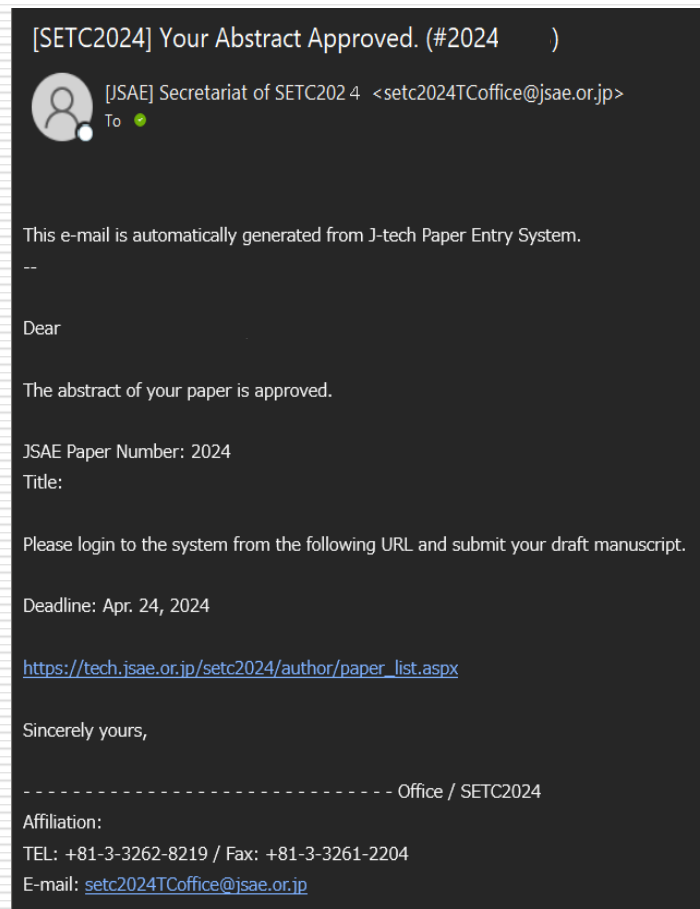 [SETC2024] Your Abstract Approved. (#2024 )
[JSAE] Secretariat of SETC202 4 <setc2024TCoffice@jsae.or.jp>
To
This e-mail is automatically generated from J-tech Paper Entry System.
--
Dear
The abstract of your paper is approved.
JSAE Paper Number: 2024
Title:
Please login to the system from the following URL and submit your draft manuscript.
Deadline: Apr. 24, 2024
https://tech.jsae.or.jp/setc2024/author/paper_list.aspx
Sincerely yours,
- - - - - - - - - - - - - - - - - - - - - - - - - - - - - - Office / SETC2024
Affiliation:
TEL: +81-3-3262-8219 / Fax: +81-3-3261-2204
E-mail: setc2024TCoffice@jsae.or.jp